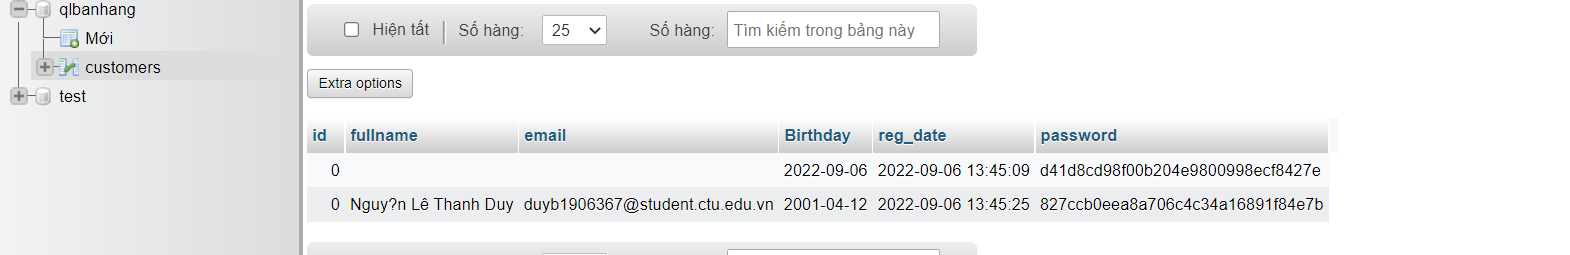 qlbanhang
Mới
customers
test
Hiện tất Số hàng: 25 Số hàng: Tìm kiếm trong bảng này
Extra options
id fullname email Birthday reg_date password
0 2022-09-06 2022-09-06 13:45:09 d41d8cd98f00b204e9800998ecf8427e
0 Nguy?n Lê Thanh Duy duyb1906367@student.ctu.edu.vn 2001-04-12 2022-09-06 13:45:25 827ccb0eea8a706c4c34a16891f84e7b